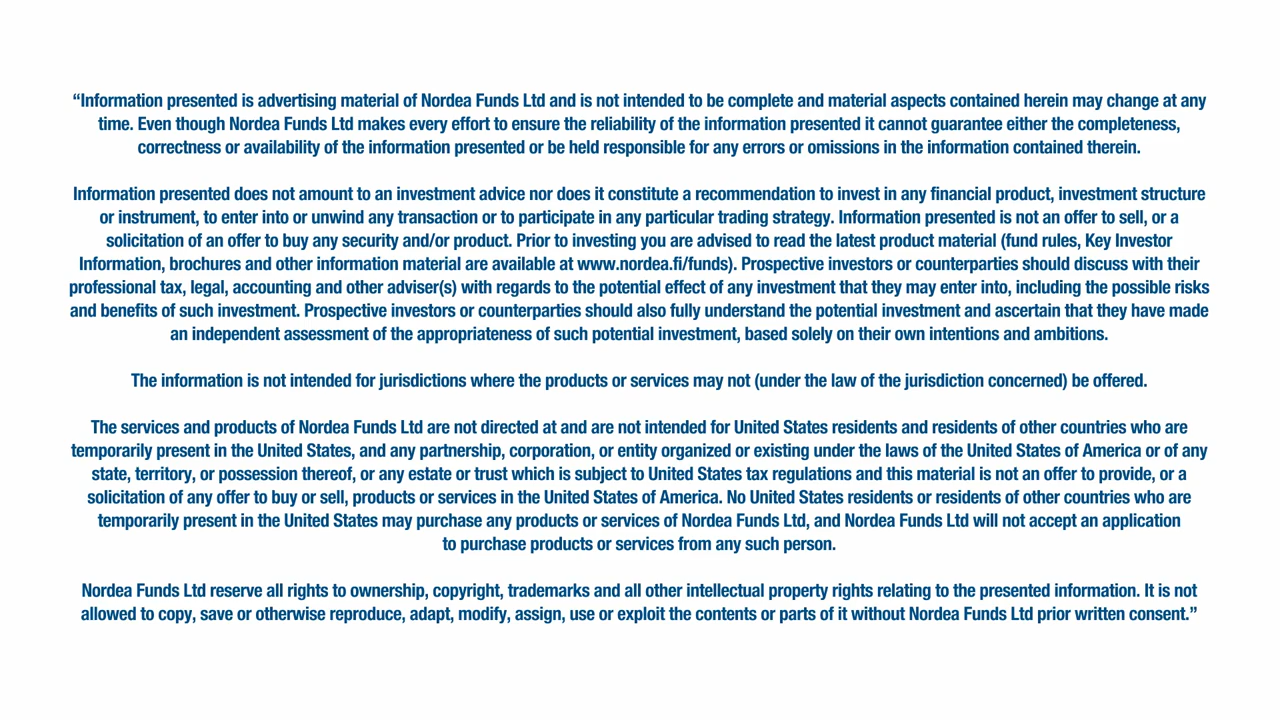 “Information presented is advertising material of Nordea Funds Ltd and is not intended to be complete and material aspects contained herein may change at any
time. Even though Nordea Funds Ltd makes every effort to ensure the reliability of the information presented it cannot guarantee either the completeness,
correctness or availability of the information presented or be held responsible for any errors or omissions in the information contained therein.
Information presented does not amount to an investment advice nor does it constitute a recommendation to invest in any financial product, investment structure
or instrument, to enter into or unwind any transaction or to participate in any particular trading strategy. Information presented is not an offer to sell, or a
solicitation of an offer to buy any security and/or product. Prior to investing you are advised to read the latest product material (fund rules, Key Investor
Information, brochures and other information material are available at www.nordea.fi/funds). Prospective investors or counterparties should discuss with their
professional tax, legal, accounting and other adviser(s) with regards to the potential effect of any investment that they may enter into, including the possible risks
and benefits of such investment. Prospective investors or counterparties should also fully understand the potential investment and ascertain that they have made
an independent assessment of the appropriateness of such potential investment, based solely on their own intentions and ambitions.
The information is not intended for jurisdictions where the products or services may not (under the law of the jurisdiction concerned) be offered.
The services and products of Nordea Funds Ltd are not directed at and are not intended for United States residents and residents of other countries who are
temporarily present in the United States, and any partnership, corporation, or entity organized or existing under the laws of the United States of America or of any
state, territory, or possession thereof, or any estate or trust which is subject to United States tax regulations and this material is not an offer to provide, or a
solicitation of any offer to buy or sell, products or services in the United States of America. No United States residents or residents of other countries who are
temporarily present in the United States may purchase any products or services of Nordea Funds Ltd, and Nordea Funds Ltd will not accept an application
to purchase products or services from any such person.
Nordea Funds Ltd reserve all rights to ownership, copyright, trademarks and all other intellectual property rights relating to the presented information. It is not
allowed to copy, save or otherwise reproduce, adapt, modify, assign, use or exploit the contents or parts of it without Nordea Funds Ltd prior written consent.”